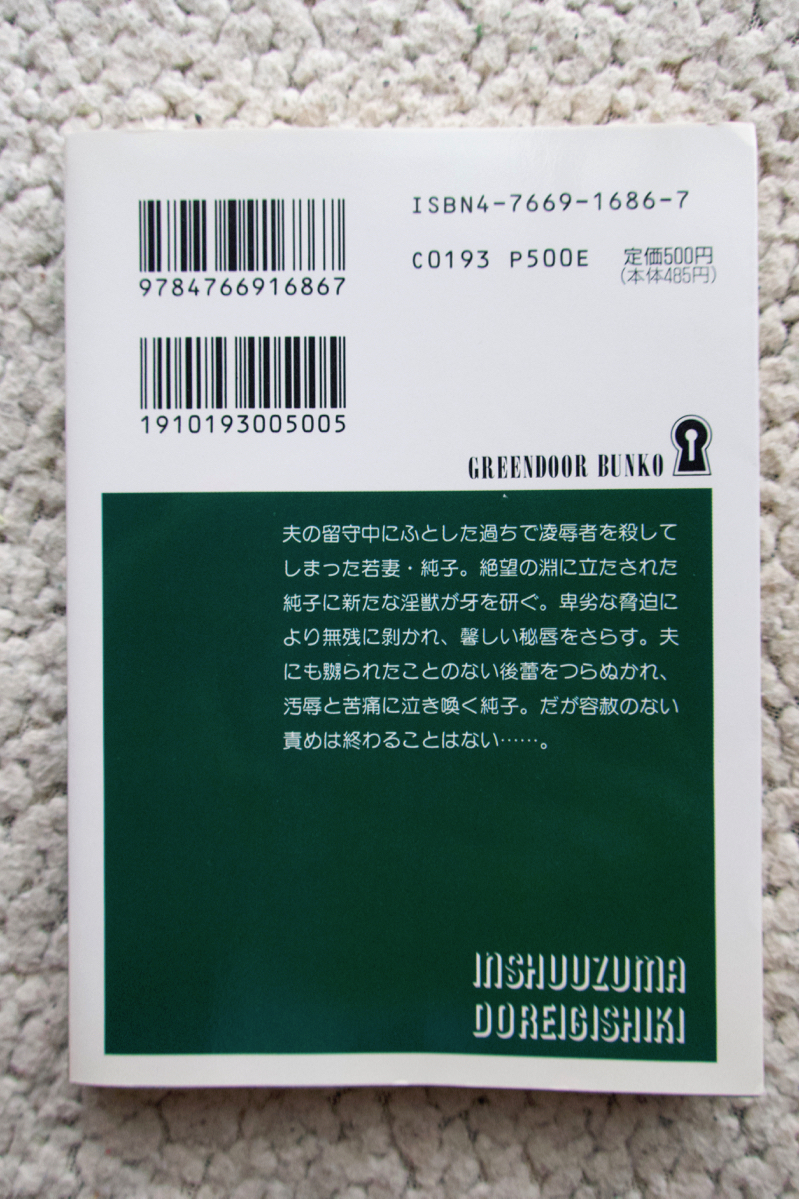 ISBN4-7669-1686-7
9784766916867
C0193 P500E 定価500円
(本体485円)
1910193005005
GREENDOOR BUNKO
夫の留守中にふとした過ちで凌辱者を殺して
しまった若妻・純子。絶望の淵に立たされた
純子に新たな淫獣が牙を研ぐ。卑劣な脅迫に
より無残に剝かれ、馨しい秘唇をさらす。夫
にも嬲られたことのない後蕾をつらぬかれ、
汚辱と苦痛に泣き喚く純子。だが容赦のない
責めは終わることはない……。
INSHUUZUMA
DOREIGISHIKI